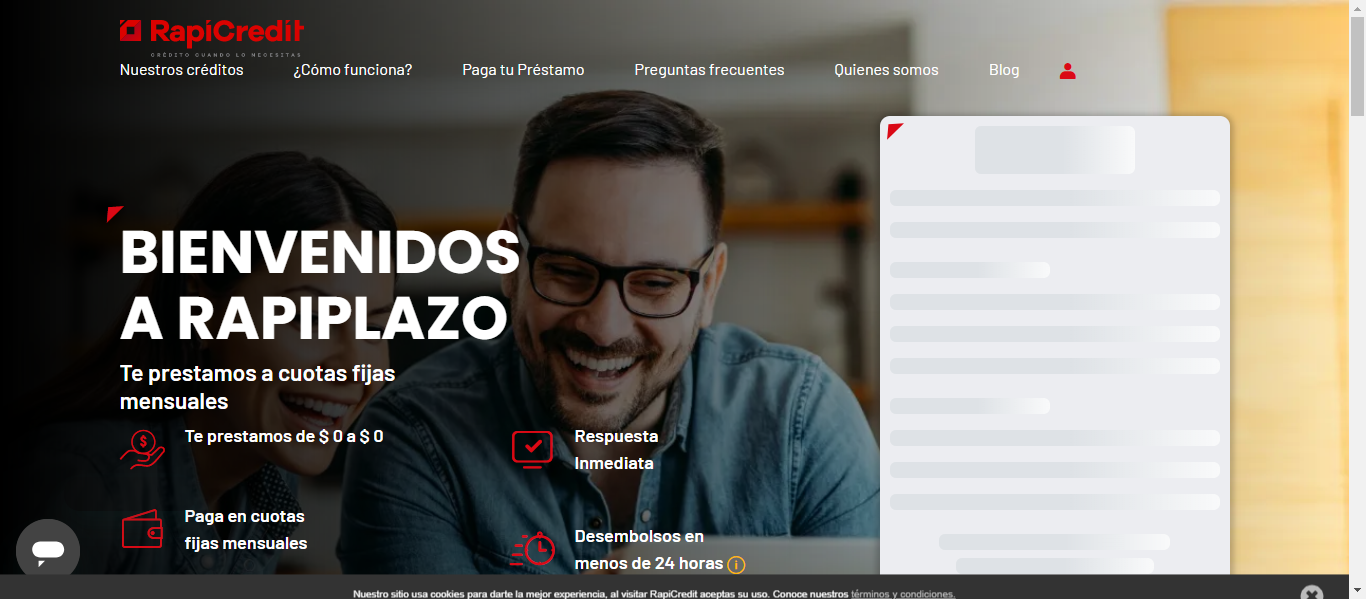 RapiCredit
CRÉDITO CUANDO LO NECESITAS
Nuestros créditos
¿Cómo funciona?
Paga tu Préstamo
Preguntas frecuentes
Quienes somos
Blog
BIENVENIDOS
A RAPIPLAZO
Te prestamos a cuotas fijas
mensuales
Te prestamos de $ 0 a $ 0
Respuesta
Inmediata
Paga en cuotas
fijas mensuales
Desembolsos en
menos de 24 horas
Nuestro sitio usa cookies para darte la mejor experiencia, al visitar RapiCredit aceptas su uso. Conoce nuestros términos y condiciones.